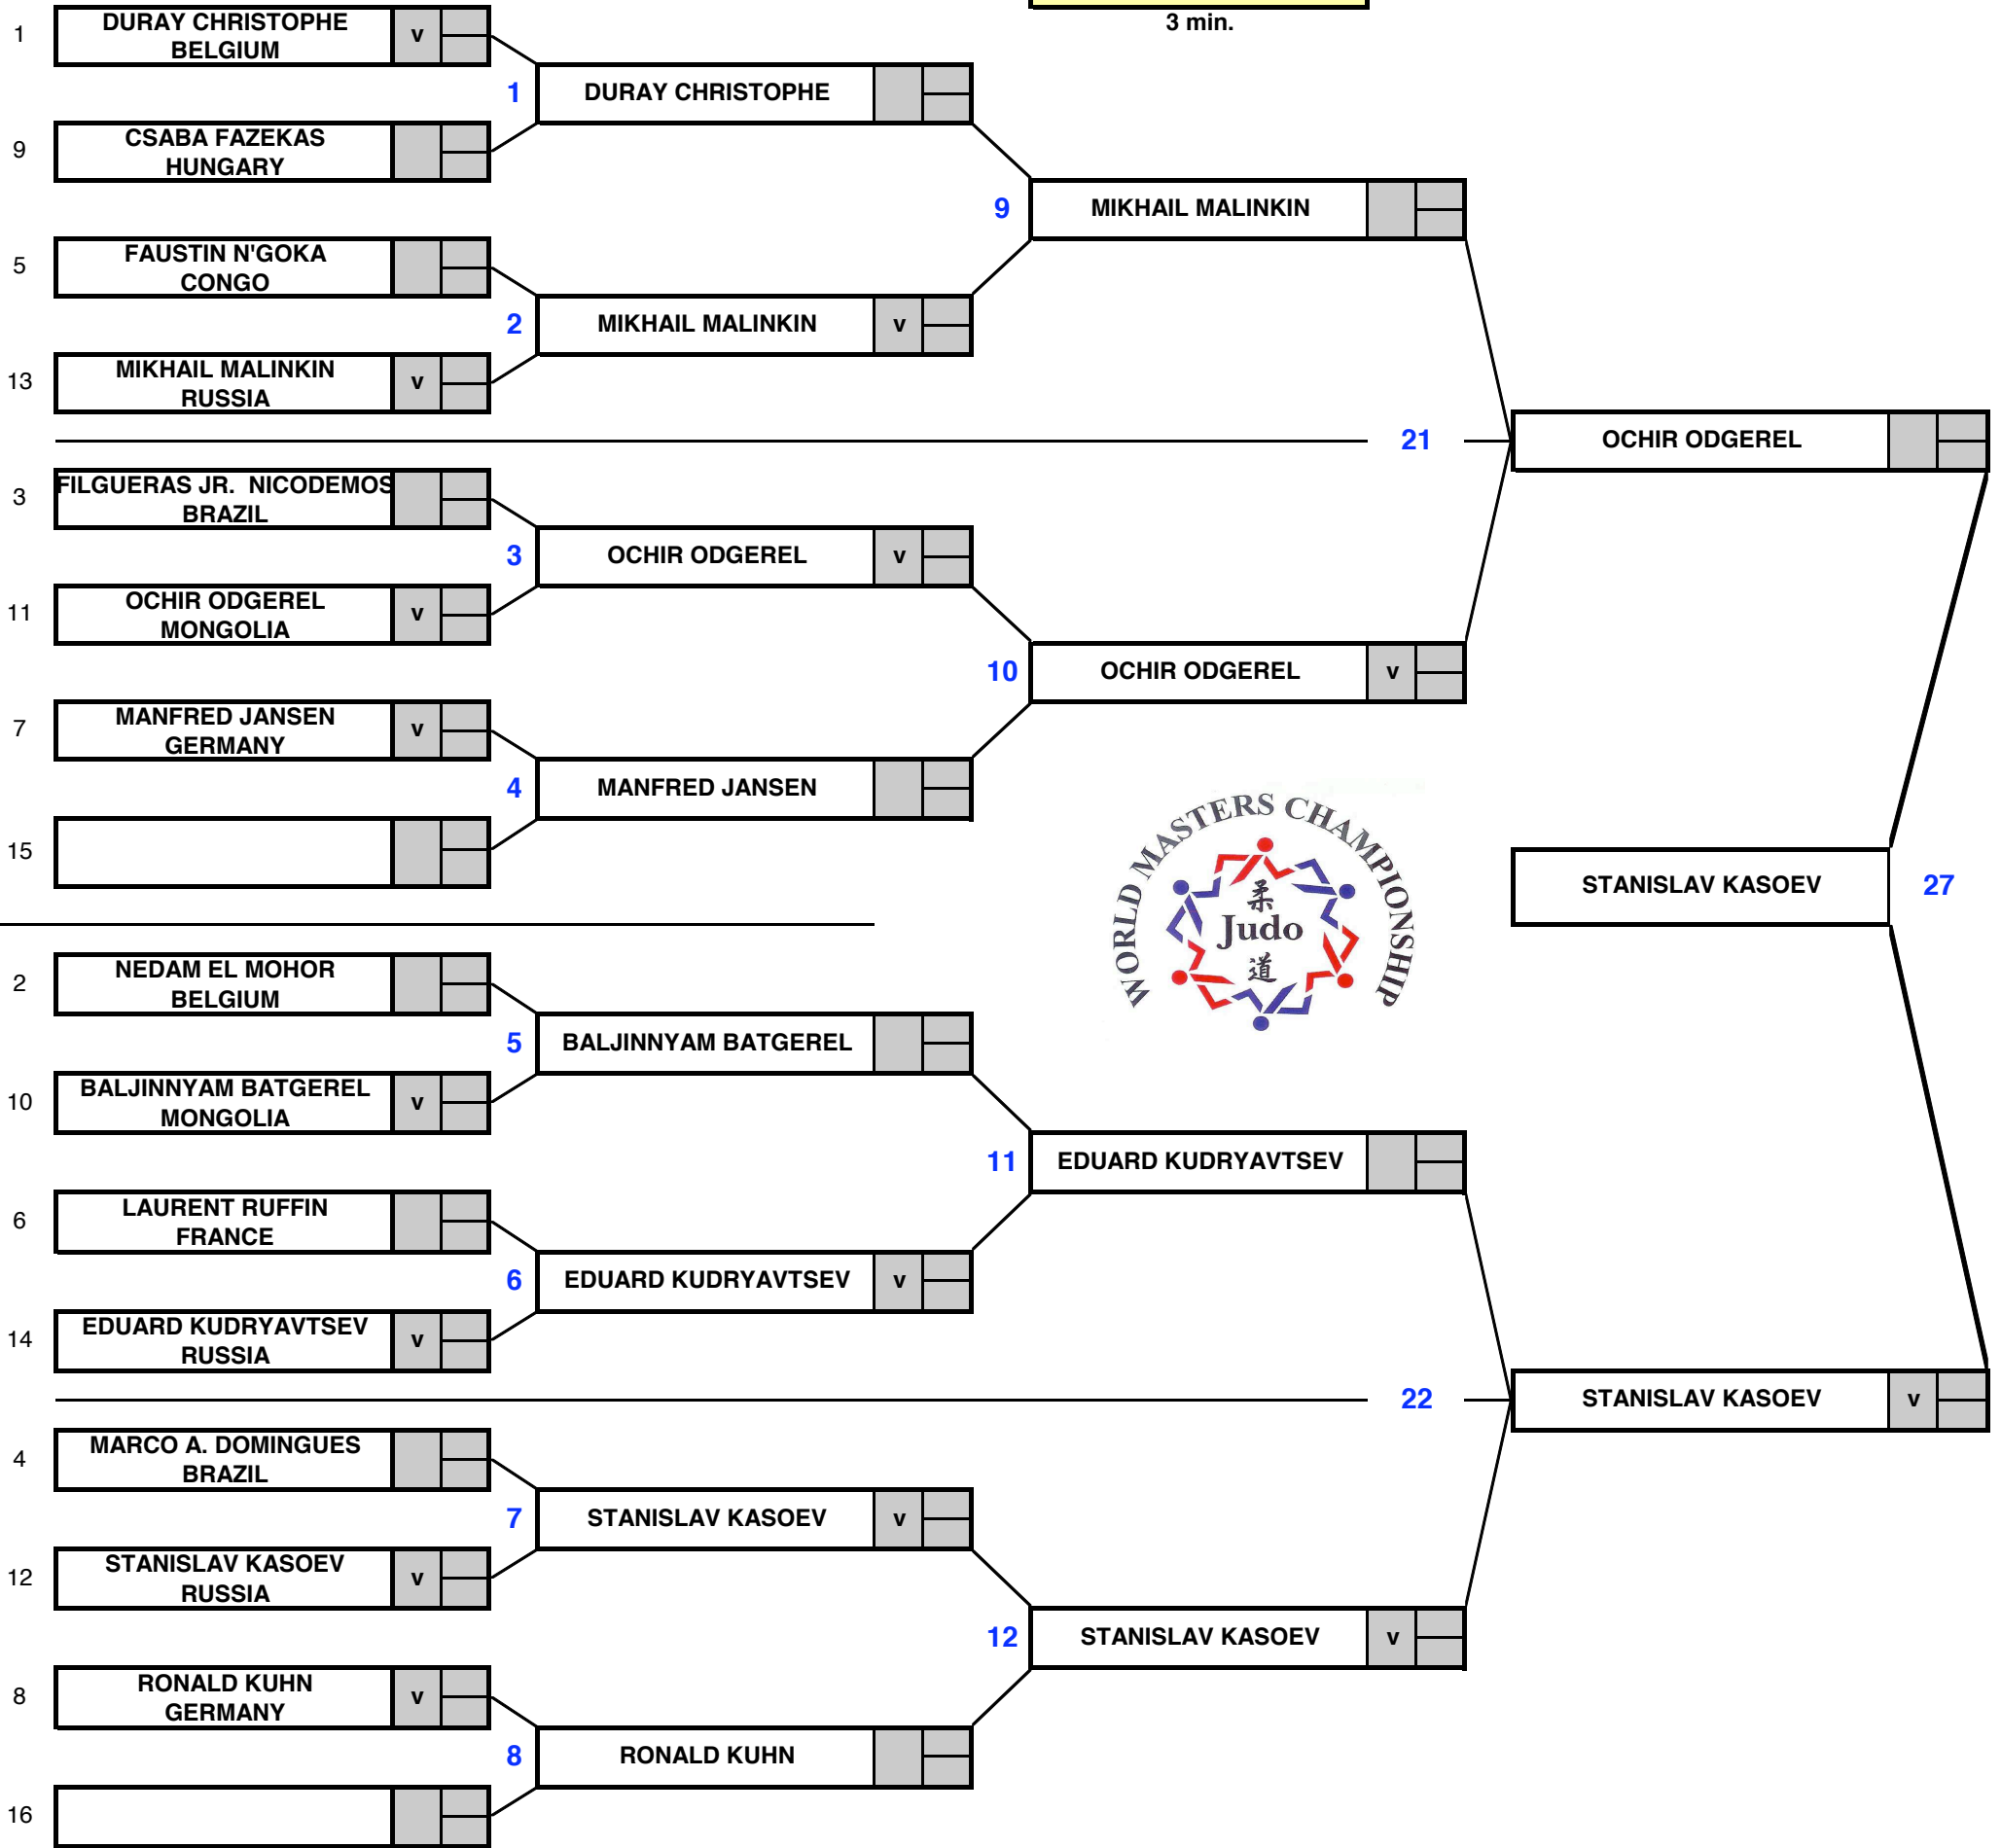 3 min.
1
DURAY CHRISTOPHE
BELGIUM
v
1
DURAY CHRISTOPHE
9
CSABA FAZEKAS
HUNGARY
9
MIKHAIL MALINKIN
5
FAUSTIN N'GOKA
CONGO
2
MIKHAIL MALINKIN
v
13
MIKHAIL MALINKIN
RUSSIA
v
21
OCHIR ODGEREL
3
FILGUERAS JR. NICODEMOS
BRAZIL
3
OCHIR ODGEREL
v
11
OCHIR ODGEREL
MONGOLIA
v
10
OCHIR ODGEREL
v
7
MANFRED JANSEN
GERMANY
v
4
MANFRED JANSEN
15
WORLD MASTERS CHAMPIONSHIP
柔
Judo
道
STANISLAV KASOEV
27
2
NEDAM EL MOHOR
BELGIUM
5
BALJINNYAM BATGEREL
10
BALJINNYAM BATGEREL
MONGOLIA
v
11
EDUARD KUDRYAVTSEV
6
LAURENT RUFFIN
FRANCE
6
EDUARD KUDRYAVTSEV
v
14
EDUARD KUDRYAVTSEV
RUSSIA
v
22
STANISLAV KASOEV
v
4
MARCO A. DOMINGUES
BRAZIL
7
STANISLAV KASOEV
v
12
STANISLAV KASOEV
RUSSIA
v
12
STANISLAV KASOEV
v
8
RONALD KUHN
GERMANY
v
8
RONALD KUHN
16